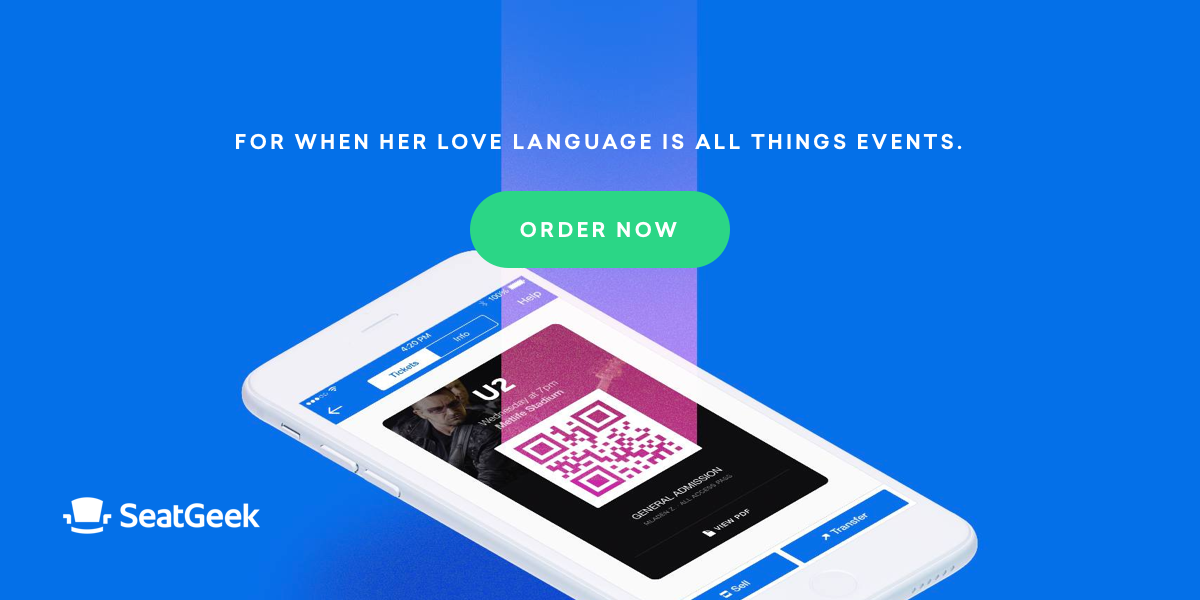 FOR WHEN HER LOVE LANGUAGE IS ALL THINGS EVENTS.
ORDER NOW
100%
4:20 PM
Tickets
Info
Help
U2
Wednesday at 7pm
Metlife Stadium
GENERAL ADMISSION
MLADEN Z · ALL ACCESS PASS
VIEW PDF
Sell
Transfer
SeatGeek